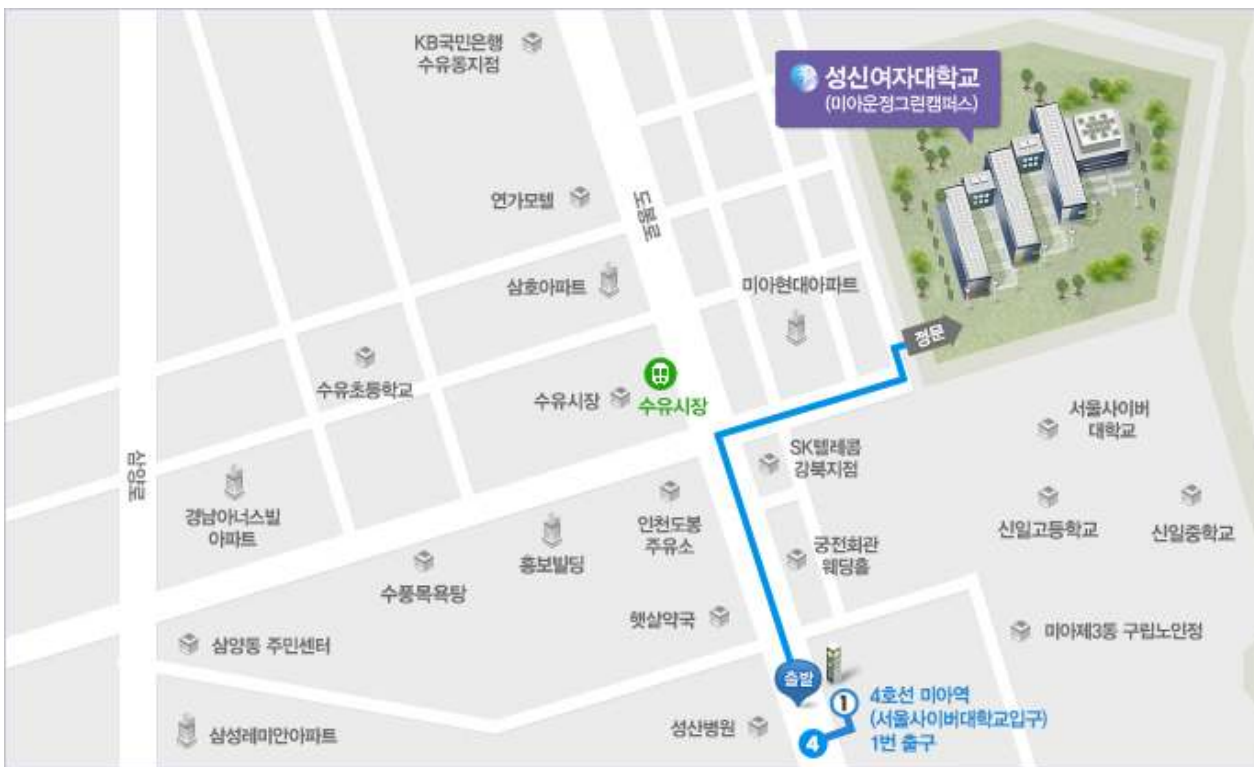 KB국민은행
수유동지점
성신여자대학교
(미아운정그린캠퍼스)
연가모텔
도봉로
삼호아파트
미아현대아파트
정문
수유초등학교
수유시장
수유시장
서울사이버
대학교
SK텔레콤
강북지점
삼양로
경남아너스빌
아파트
인천도봉
주유소
신일고등학교
신일중학교
홍보빌딩
궁전회관
웨딩홀
수풍목욕탕
햇살약국
미아제3동 구립노인정
삼양동 주민센터
출발
1
4호선 미아역
(서울사이버대학교입구)
1번 출구
성산병원
4
삼성래미안아파트